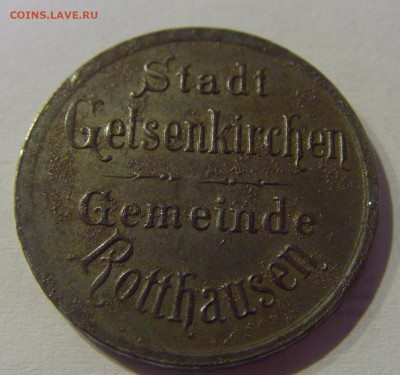 COINS.LAVE.RU
Stadt
Gelsenkirchen
Gemeinde
Rotthausen